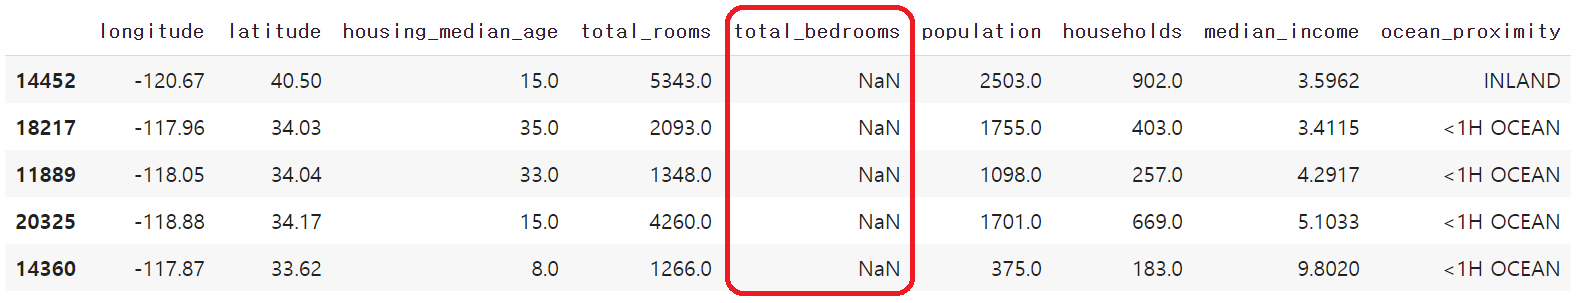 longitude latitude housing_median_age total_rooms total_bedrooms population households median_income ocean_proximity
14452 -120.67 40.50 15.0 5343.0 NaN 2503.0 902.0 3.5962 INLAND
18217 -117.96 34.03 35.0 2093.0 NaN 1755.0 403.0 3.4115 <1H OCEAN
11889 -118.05 34.04 33.0 1348.0 NaN 1098.0 257.0 4.2917 <1H OCEAN
20325 -118.88 34.17 15.0 4260.0 NaN 1701.0 669.0 5.1033 <1H OCEAN
14360 -117.87 33.62 8.0 1266.0 NaN 375.0 183.0 9.8020 <1H OCEAN